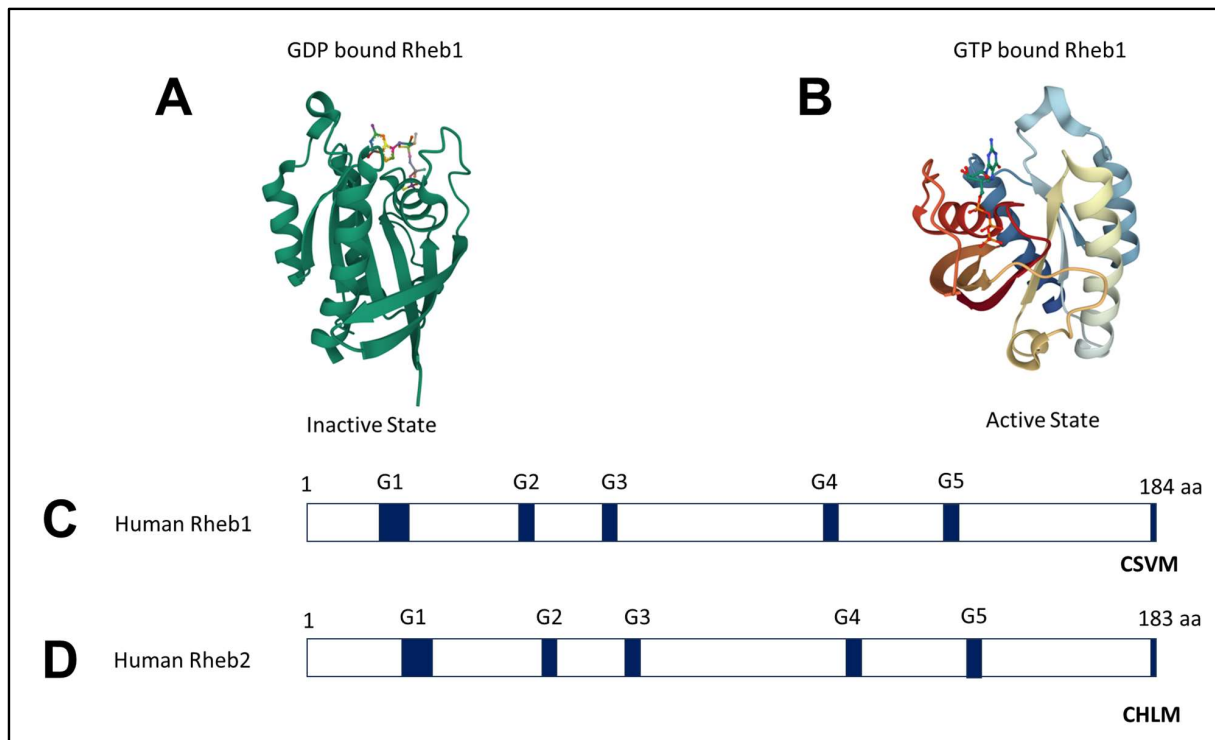 GDP bound Rheb1
GTP bound Rheb1
A
B
Inactive State
Active State
1
G1
G2
G3
G4
G5
184 aa
C
Human Rheb1
CSVM
1
G1
G2
G3
G4
G5
183 aa
D
Human Rheb2
CHLM